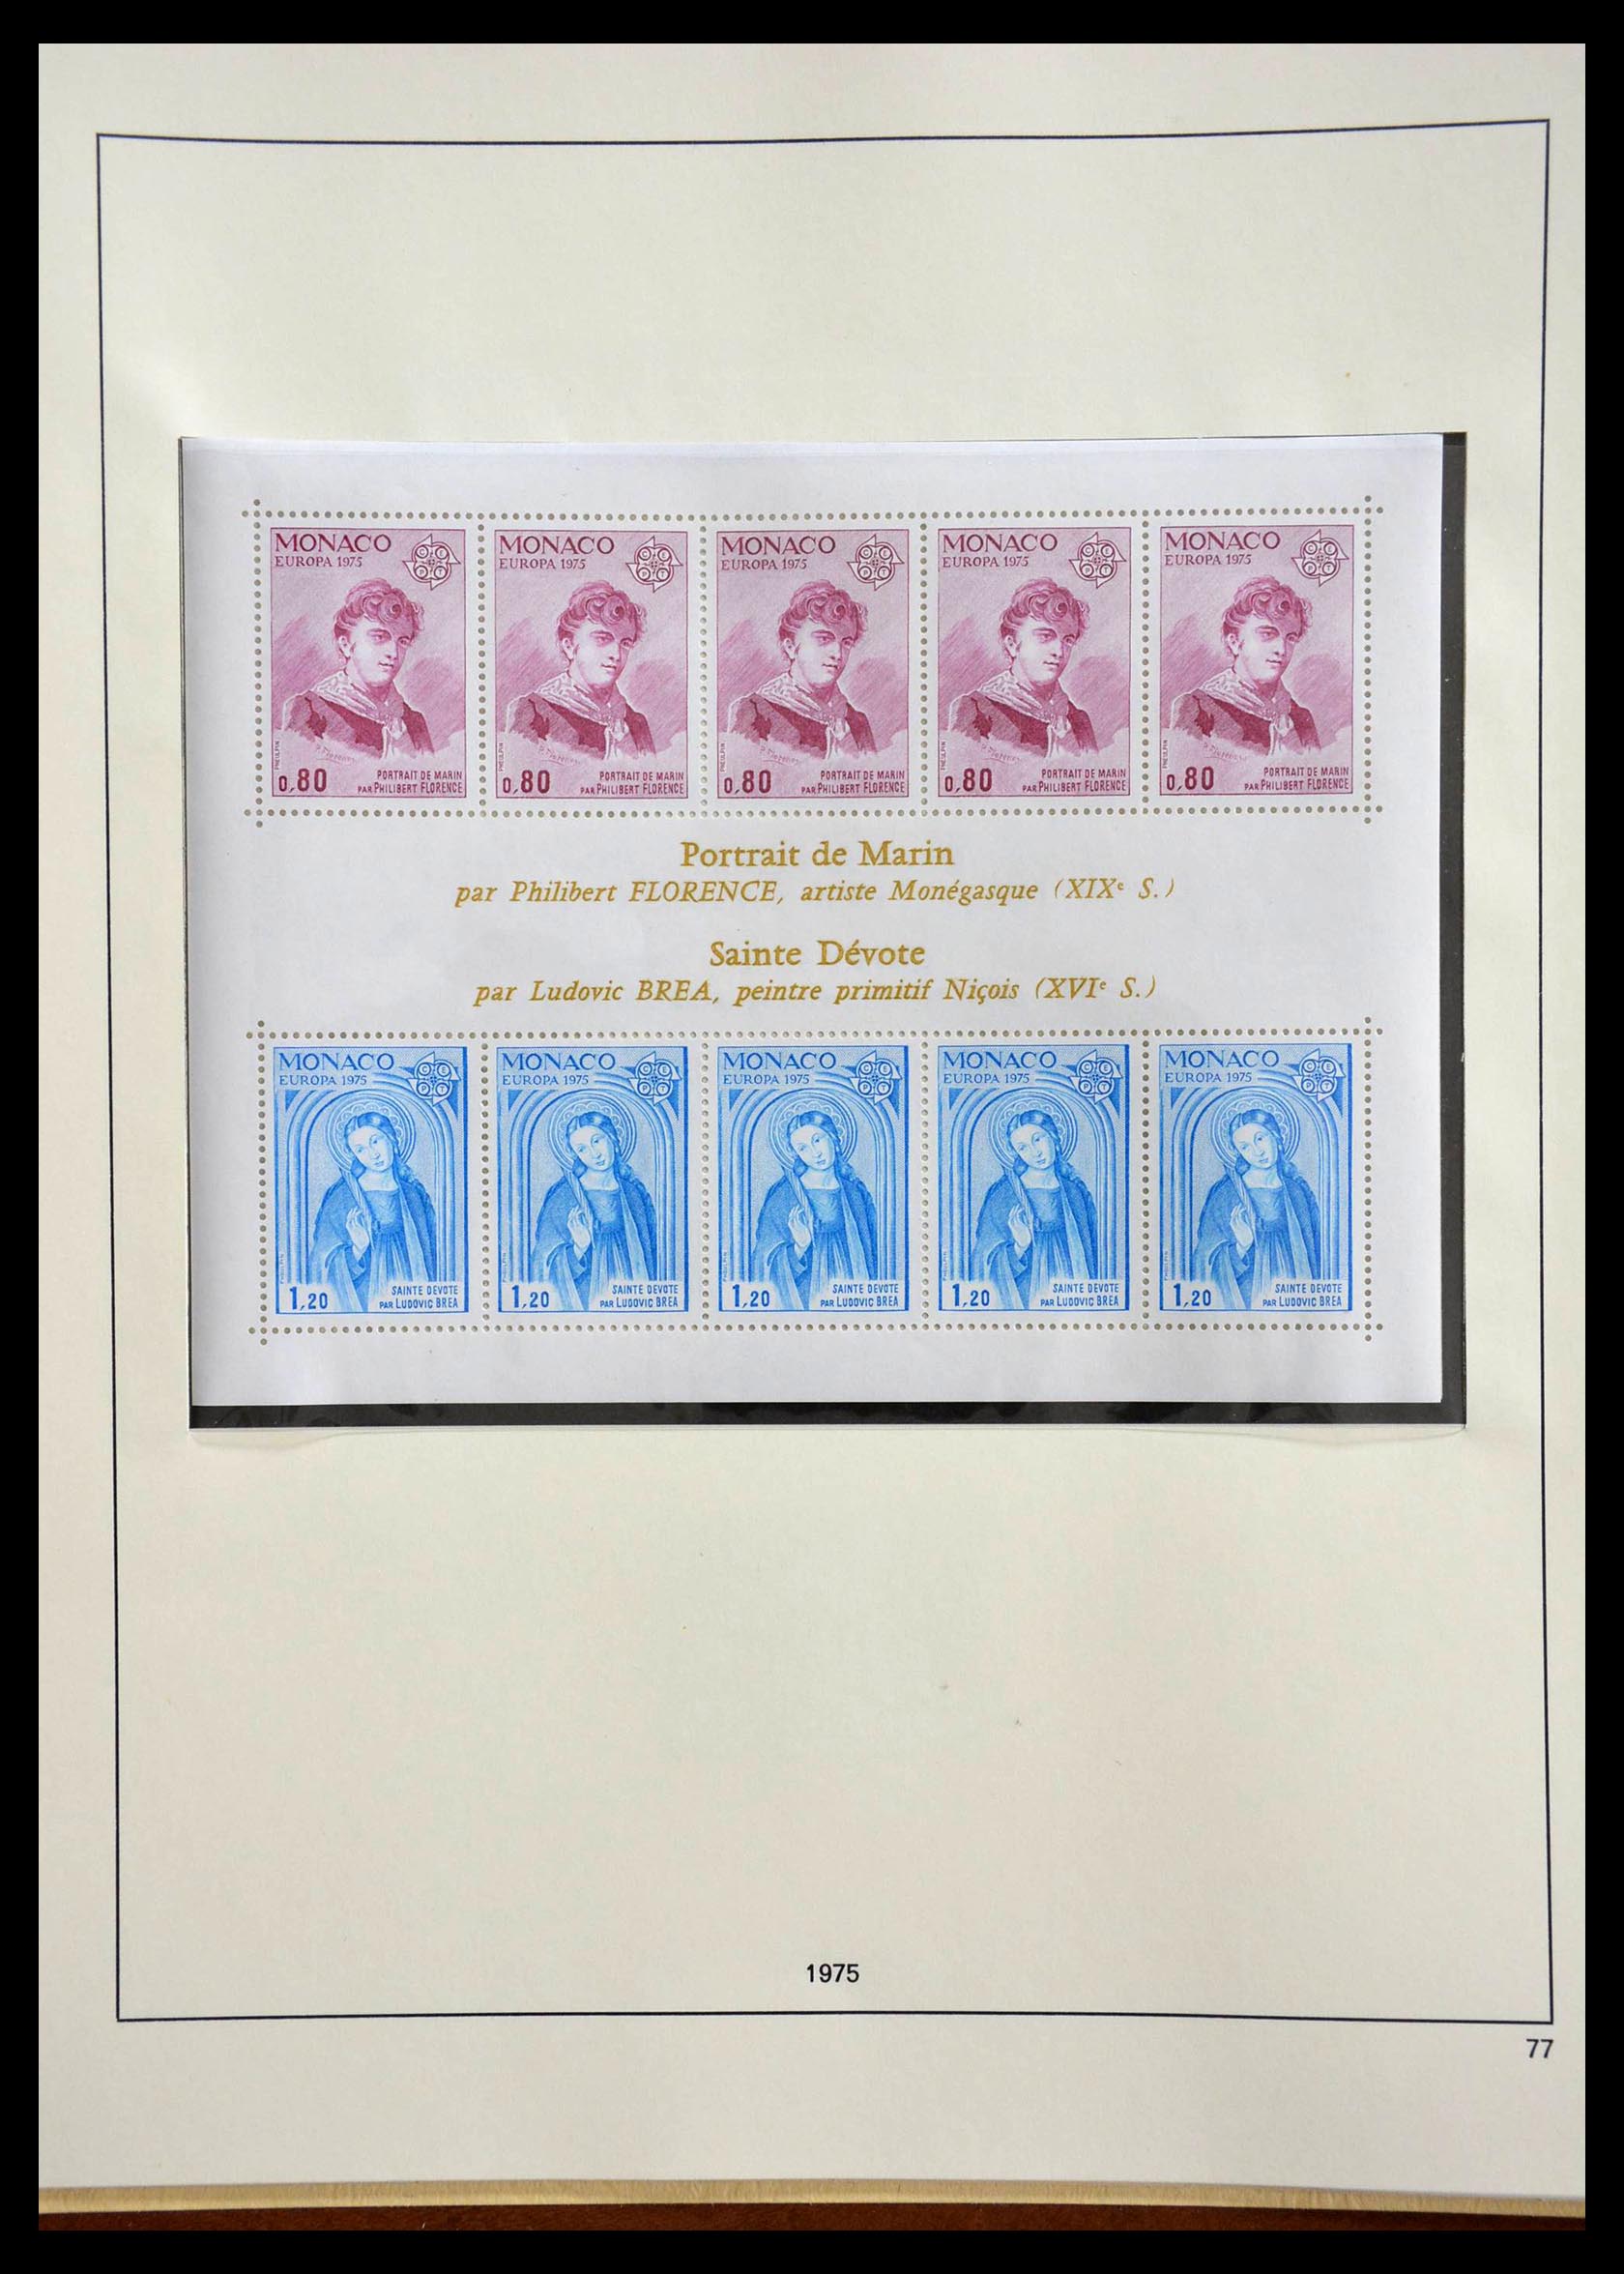 MONACO MONACO MONACO MONACO MONACO
EUROPA 1975 EUROPA 1975 EUROPA 1975 EUROPA 1975 EUROPA 1975
0,80 PORTRAIT DE MARIN PAR PHILIBERT FLORENCE
0,80 PORTRAIT DE MARIN PAR PHILIBERT FLORENCE
0,80 PORTRAIT DE MARIN PAR PHILIBERT FLORENCE
0,80 PORTRAIT DE MARIN PAR PHILIBERT FLORENCE
0,80 PORTRAIT DE MARIN PAR PHILIBERT FLORENCE
Portrait de Marin
par Philibert FLORENCE, artiste Monégasque (XIXe S.)
Sainte Dévote
par Ludovic BREA, peintre primitif Niçois (XVIe S.)
MONACO MONACO MONACO MONACO MONACO
EUROPA 1975 EUROPA 1975 EUROPA 1975 EUROPA 1975 EUROPA 1975
1,20 SAINTE DEVOTE PAR LUDOVIC BREA
1,20 SAINTE DEVOTE PAR LUDOVIC BREA
1,20 SAINTE DEVOTE PAR LUDOVIC BREA
1,20 SAINTE DEVOTE PAR LUDOVIC BREA
1,20 SAINTE DEVOTE PAR LUDOVIC BREA
1975
77